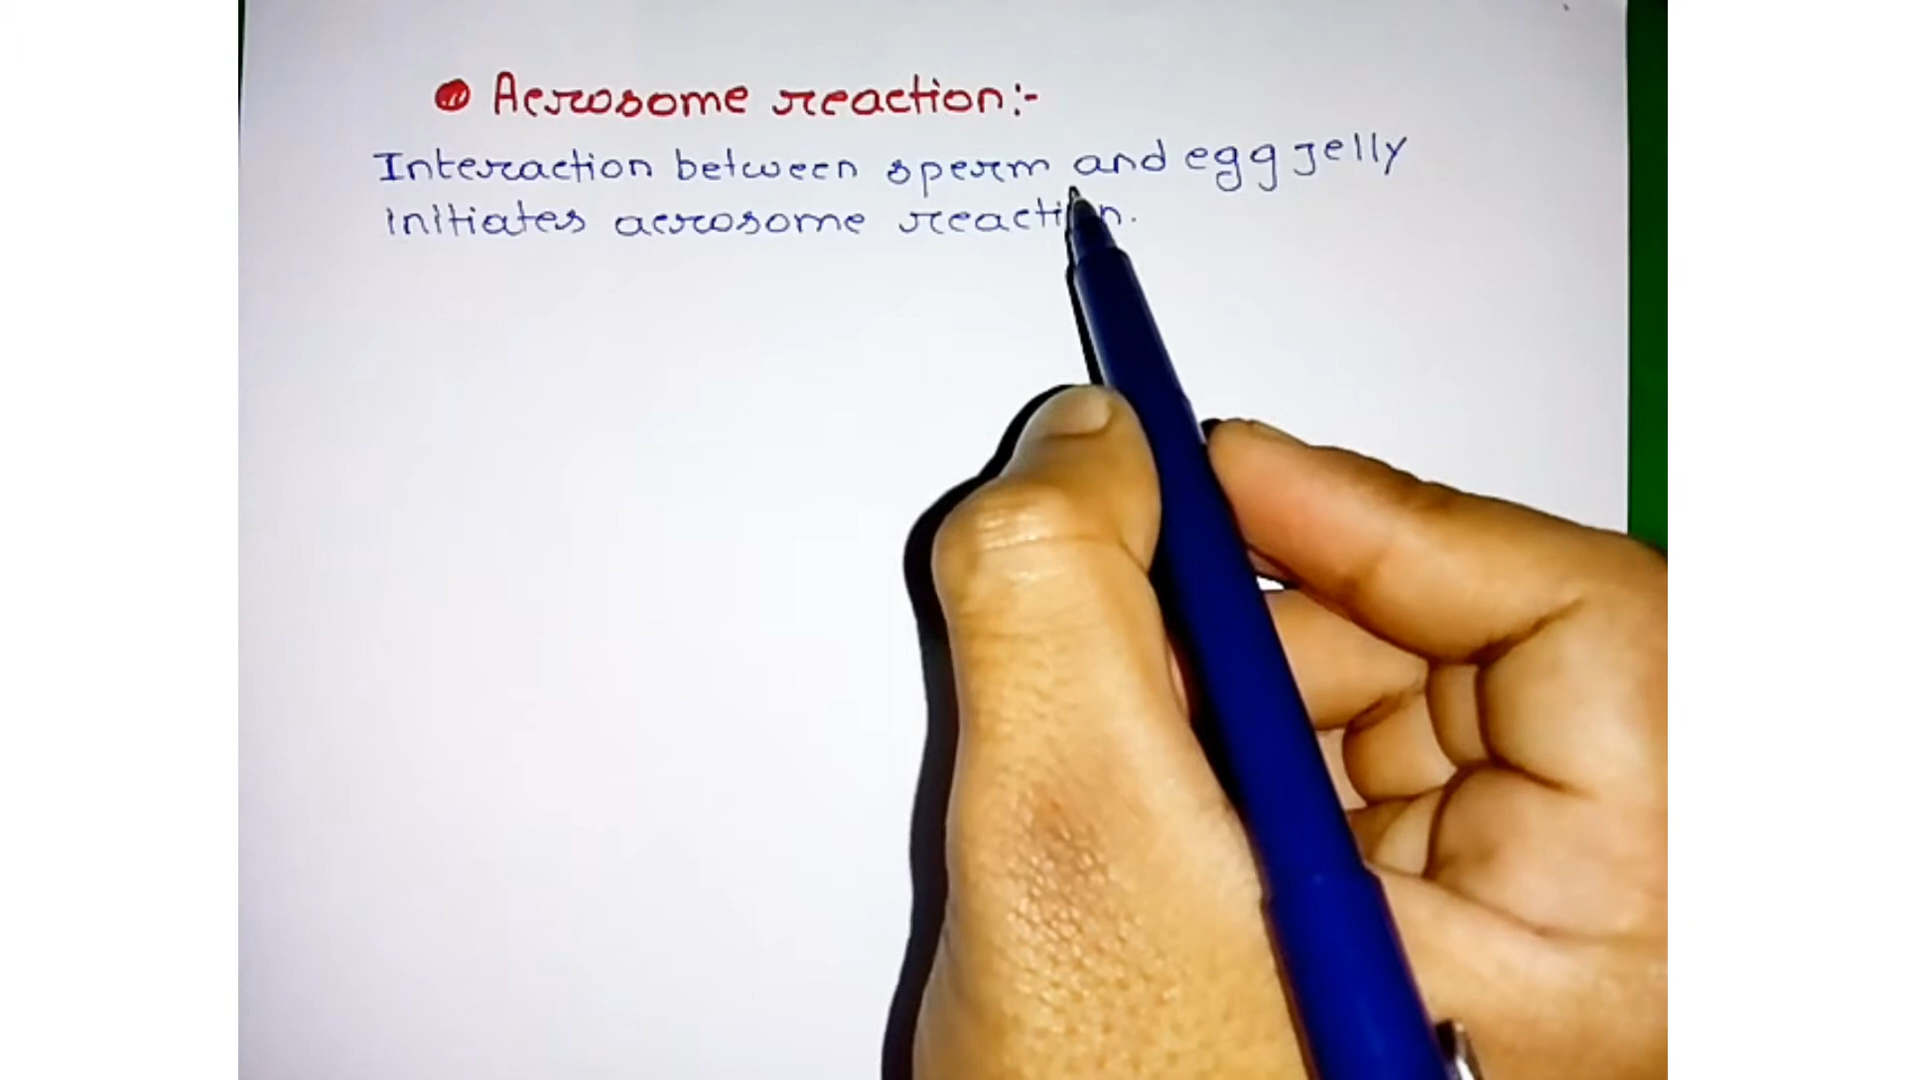 Acrosome reaction:-
Interaction between sperm and egg jelly
initiates acrosome reaction.